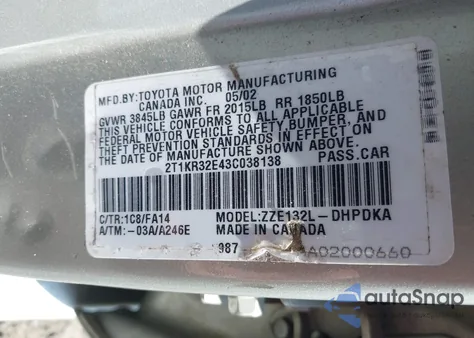 MFD.BY:TOYOTA MOTOR MANUFACTURING
CANADA INC. 05/02
GVWR 3845LB GAWR FR 2015LB RR 1850LB
THIS VEHICLE CONFORMS TO ALL APPLICABLE
FEDERAL MOTOR VEHICLE SAFETY, BUMPER, AND
THEFT PREVENTION STANDARDS IN EFFECT ON
THE DATE OF MANUFACTURE SHOWN ABOVE.
2T1KR32E43C038138 PASS.CAR
C/TR:1C8/FA14 MODEL:ZZE132L-DHPDKA
A/TM:-03A/A246E MADE IN CANADA
987 A02000660
autoSnap